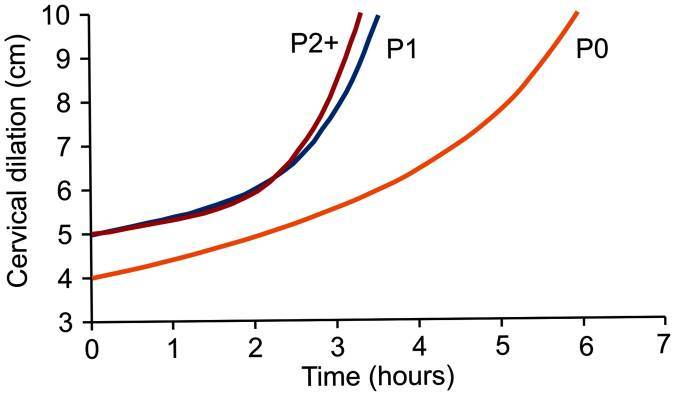 Cervical dilation (cm)
10
9
8
7
6
5
4
3
P2+
P1
P0
0 1 2 3 4 5 6 7
Time (hours)